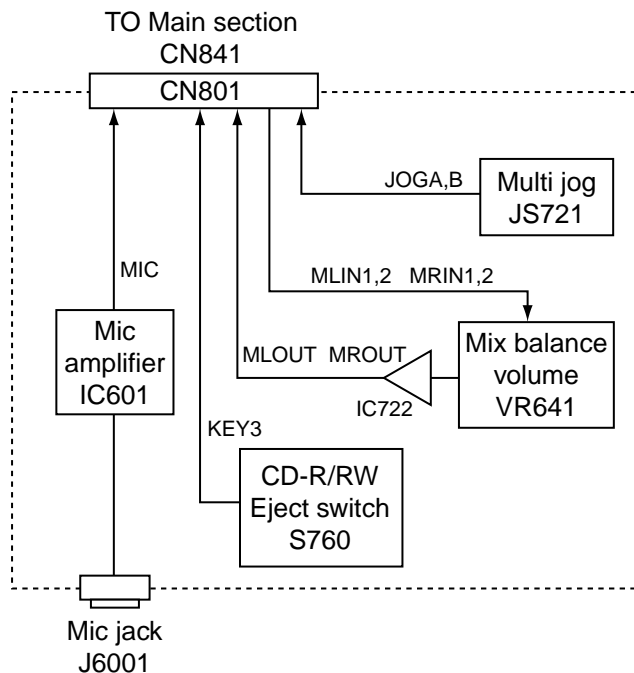 TO Main section
CN841
CN801
JOGA,B
Multi jog
JS721
MIC
MLIN1,2 MRIN1,2
Mic
amplifier
IC601
MLOUT MROUT
IC722
Mix balance
volume
VR641
KEY3
CD-R/RW
Eject switch
S760
Mic jack
J6001